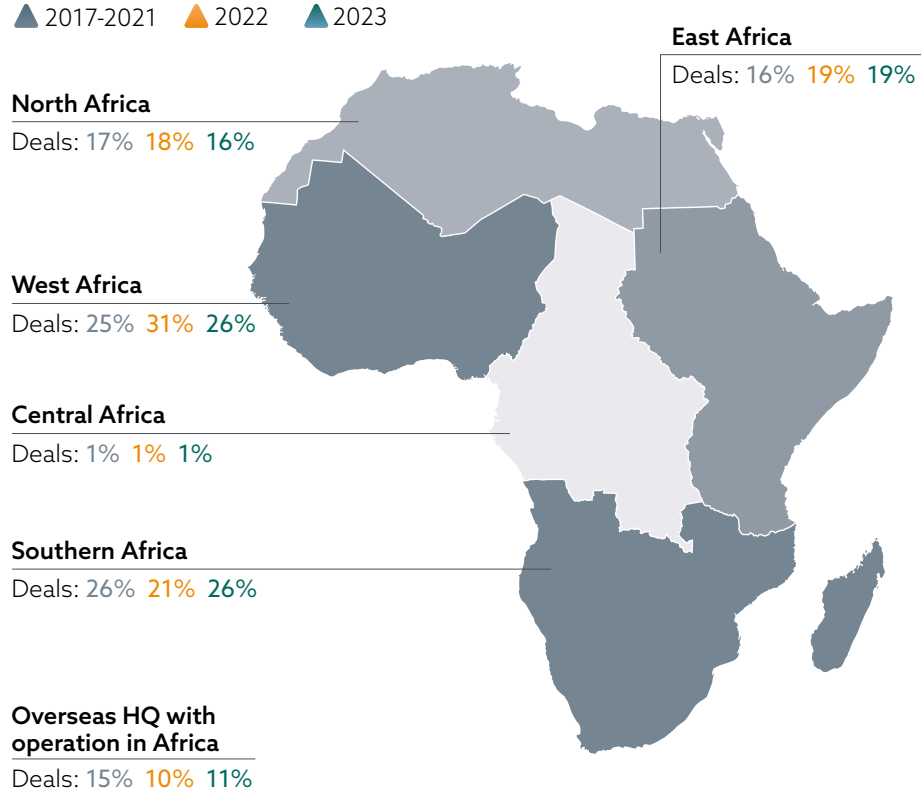 2017-2021 2022 2023
East Africa
Deals: 16% 19% 19%
North Africa
Deals: 17% 18% 16%
West Africa
Deals: 25% 31% 26%
Central Africa
Deals: 1% 1% 1%
Southern Africa
Deals: 26% 21% 26%
Overseas HQ with
operation in Africa
Deals: 15% 10% 11%